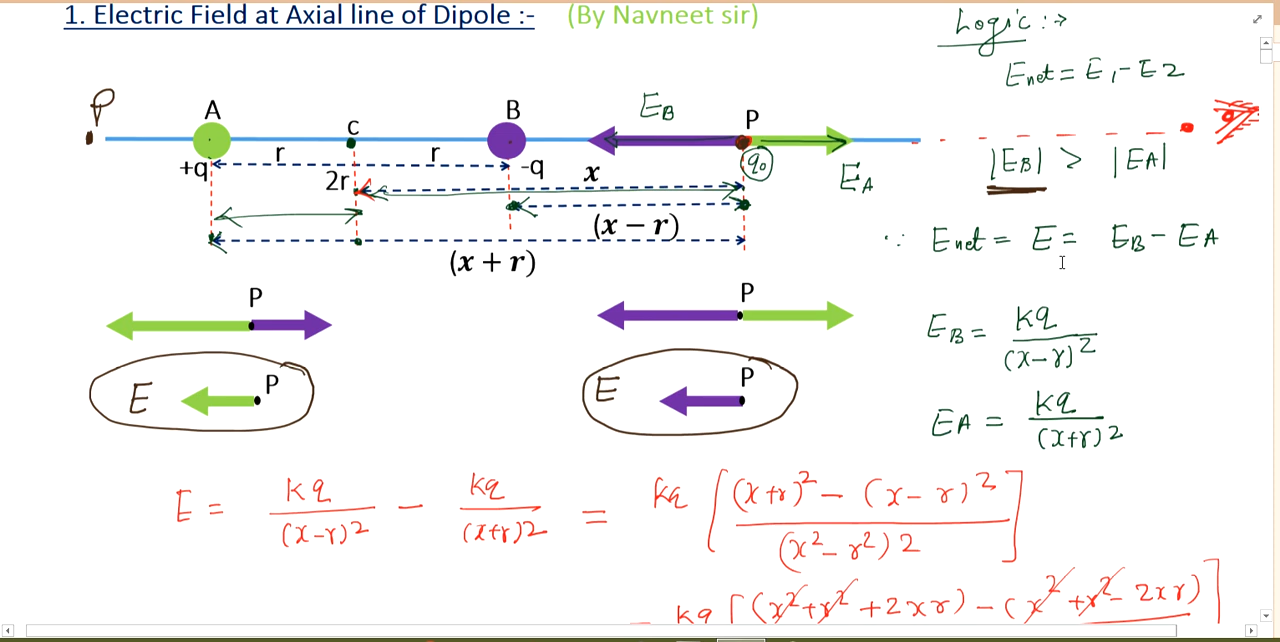 1. Electric Field at Axial line of Dipole :- (By Navneet sir)
Logic :→
Enet = E1 - E2
P
A
C
B
EB
P
+q
r
r
-q
x
q0
EA
2r
(x − r)
(x + r)
|EB| > |EA|
∵ Enet = E = EB - EA
P
P
EB = kq / (x-r)2
E
P
E
P
EA = kq / (x+r)2
E = kq / (x-r)2 - kq / (x+r)2 = kq [ (x+r)2 - (x-r)2 / (x2-r2)2 ]
= kq [ (x2+r2+2xr) - (x2+r2-2xr) ]